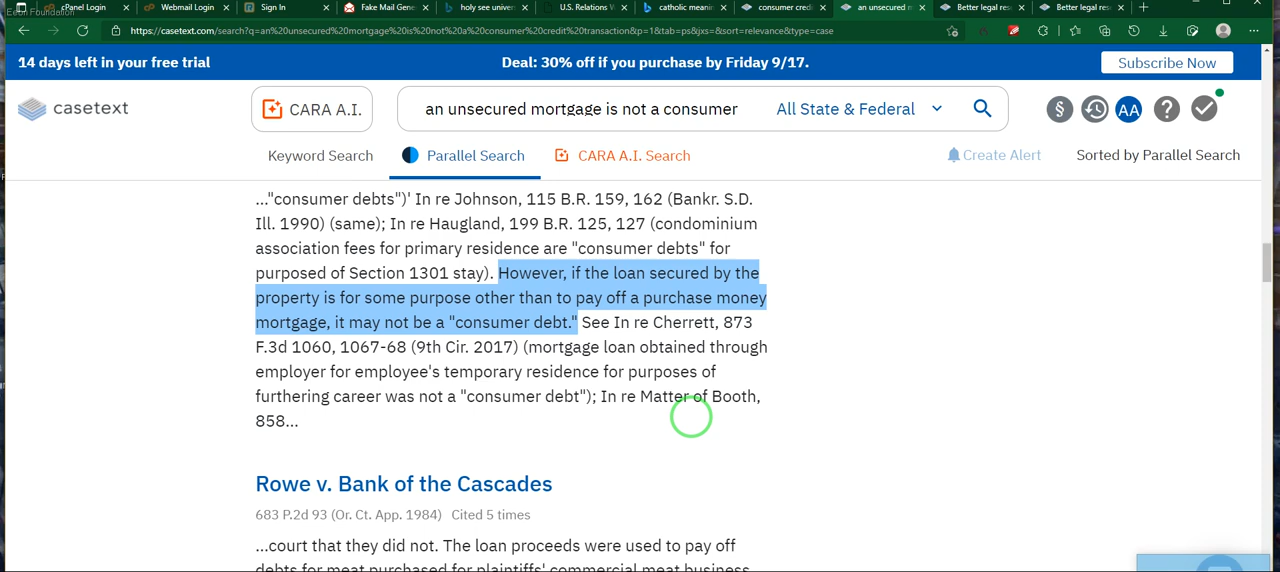 cPanel Login
Webmail Login
Sign In
Fake Mail Gene
holy see univer
U.S. Relations W
catholic meanin
consumer credi
an unsecured m
Better legal res
Better legal res
Eeon Foundation
https://casetext.com/search?q=an%20unsecured%20mortgage%20is%20not%20a%20consumer%20credit%20transaction&p=1&tab=ps&jxs=&sort=relevance&type=case
14 days left in your free trial
Deal: 30% off if you purchase by Friday 9/17.
Subscribe Now
casetext
CARA A.I.
an unsecured mortgage is not a consumer
All State & Federal
§
AA
?
Keyword Search
Parallel Search
CARA A.I. Search
Create Alert
Sorted by Parallel Search
..."consumer debts")' In re Johnson, 115 B.R. 159, 162 (Bankr. S.D.
Ill. 1990) (same); In re Haugland, 199 B.R. 125, 127 (condominium
association fees for primary residence are "consumer debts" for
purposed of Section 1301 stay). However, if the loan secured by the
property is for some purpose other than to pay off a purchase money
mortgage, it may not be a "consumer debt." See In re Cherrett, 873
F.3d 1060, 1067-68 (9th Cir. 2017) (mortgage loan obtained through
employer for employee's temporary residence for purposes of
furthering career was not a "consumer debt"); In re Matter of Booth,
858...
Rowe v. Bank of the Cascades
683 P.2d 93 (Or. Ct. App. 1984) Cited 5 times
...court that they did not. The loan proceeds were used to pay off
debts for meat purchased for plaintiffs' commercial meat business